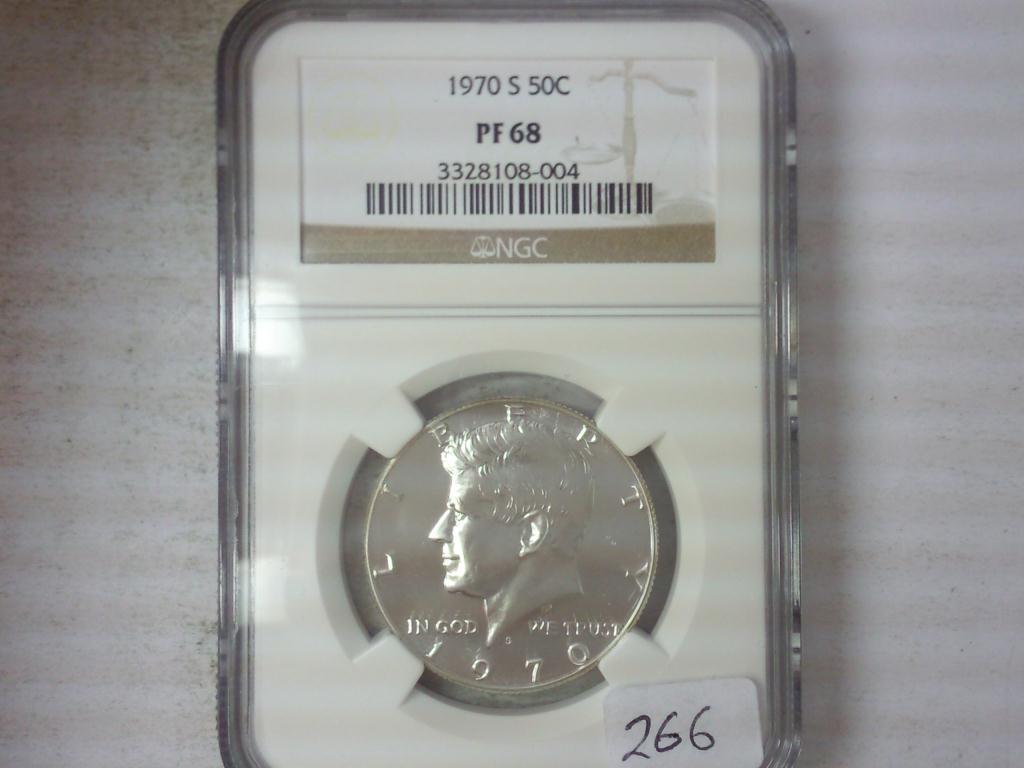 1970 S 50C
PF 68
3328108-004
NGC
LIBERTY
IN GOD WE TRUST
S
1970
266